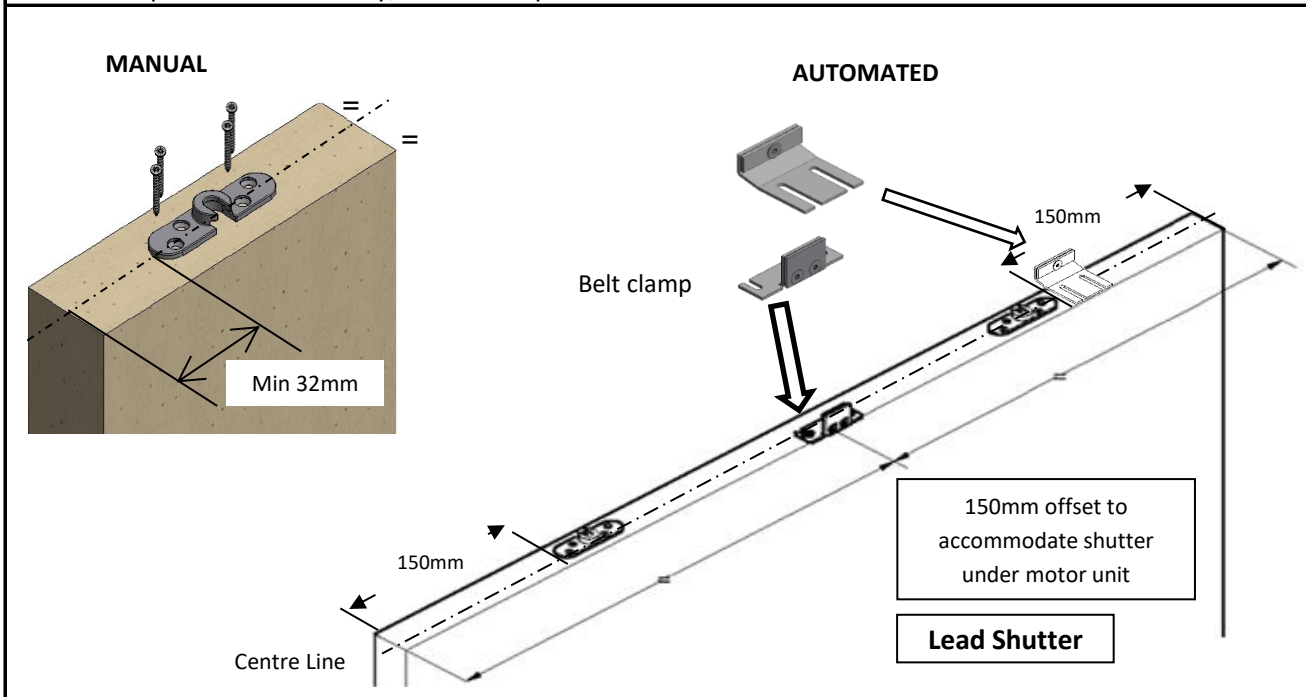 MANUAL
AUTOMATED
=
=
Min 32mm
150mm
Belt clamp
=
150mm offset to
accommodate shutter
under motor unit
150mm
=
Lead Shutter
Centre Line